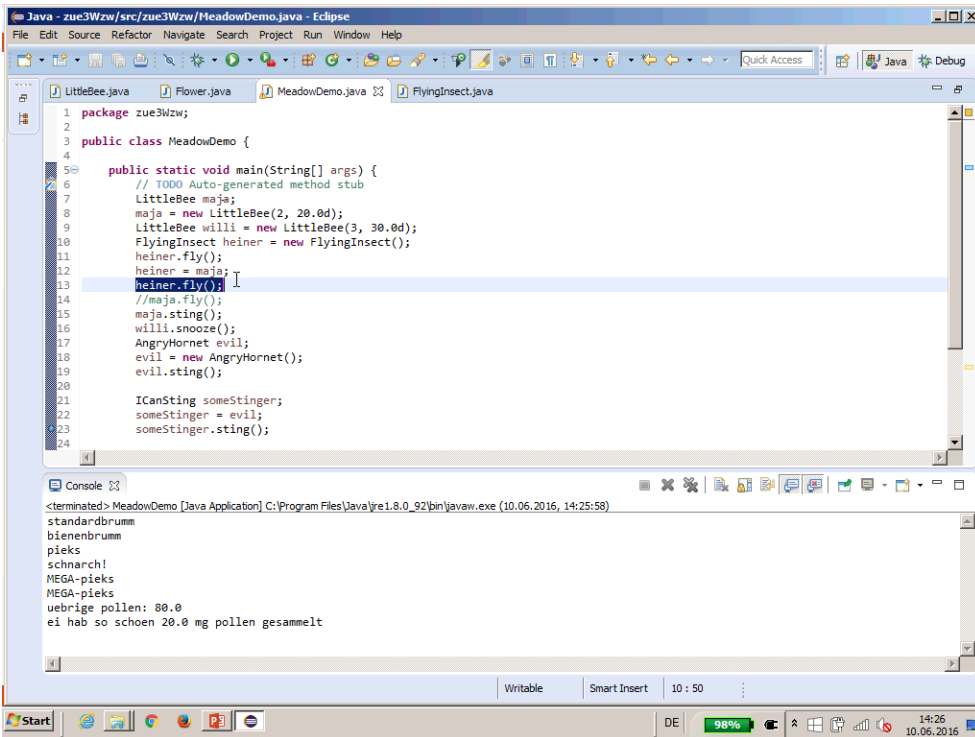 Java - zue3Wzw/src/zue3Wzw/MeadowDemo.java - Eclipse
File Edit Source Refactor Navigate Search Project Run Window Help
Quick Access Java Debug
LittleBee.java Flower.java MeadowDemo.java FlyingInsect.java
1 package zue3Wzw;
2
3 public class MeadowDemo {
4
5 public static void main(String[] args) {
6 // TODO Auto-generated method stub
7 LittleBee maja;
8 maja = new LittleBee(2, 20.0d);
9 LittleBee willi = new LittleBee(3, 30.0d);
10 FlyingInsect heiner = new FlyingInsect();
11 heiner.fly();
12 heiner = maja;
13 heiner.fly();
14 //maja.fly();
15 maja.sting();
16 willi.snooze();
17 AngryHornet evil;
18 evil = new AngryHornet();
19 evil.sting();
20
21 ICanSting someStinger;
22 someStinger = evil;
23 someStinger.sting();
24
Console
<terminated> MeadowDemo [Java Application] C:\Program Files\Java\jre1.8.0_92\bin\javaw.exe (10.06.2016, 14:25:58)
standardbrumm
bienenbrumm
pieks
schnarch!
MEGA-pieks
MEGA-pieks
uebrige pollen: 80.0
ei hab so schoen 20.0 mg pollen gesammelt
Writable Smart Insert 10 : 50
Start DE 98% 14:26
10.06.2016